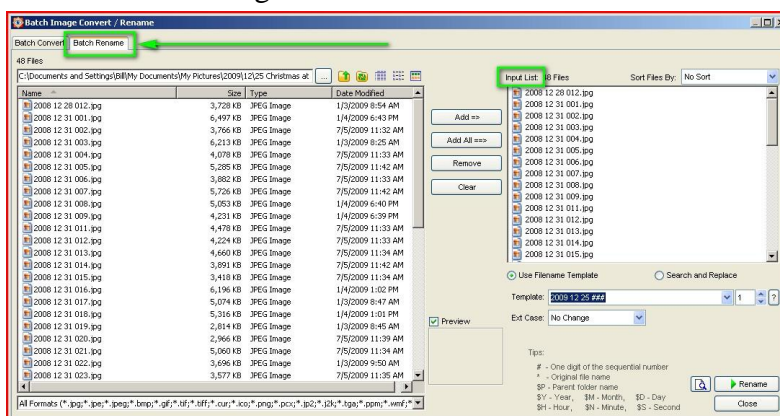 Batch Image Convert / Rename
Batch Convert Batch Rename
48 Files
C:\Documents and Settings\Bill\My Documents\My Pictures\2009\12\25 Christmas at ...
Name Size Type Date Modified
2008 12 28 012.jpg 3,728 KB JPEG Image 1/3/2009 8:54 AM
2008 12 31 001.jpg 6,497 KB JPEG Image 1/4/2009 6:43 PM
2008 12 31 002.jpg 3,766 KB JPEG Image 7/5/2009 11:32 AM
2008 12 31 003.jpg 6,213 KB JPEG Image 1/3/2009 8:25 AM
2008 12 31 004.jpg 4,078 KB JPEG Image 7/5/2009 11:33 AM
2008 12 31 005.jpg 5,285 KB JPEG Image 7/5/2009 11:42 AM
2008 12 31 006.jpg 3,882 KB JPEG Image 7/5/2009 11:33 AM
2008 12 31 007.jpg 5,726 KB JPEG Image 7/5/2009 11:42 AM
2008 12 31 008.jpg 5,053 KB JPEG Image 1/4/2009 6:40 PM
2008 12 31 009.jpg 4,231 KB JPEG Image 1/4/2009 6:39 PM
2008 12 31 011.jpg 4,478 KB JPEG Image 7/5/2009 11:33 AM
2008 12 31 012.jpg 4,224 KB JPEG Image 7/5/2009 11:33 AM
2008 12 31 013.jpg 4,660 KB JPEG Image 7/5/2009 11:34 AM
2008 12 31 014.jpg 3,891 KB JPEG Image 7/5/2009 11:42 AM
2008 12 31 015.jpg 3,418 KB JPEG Image 7/5/2009 11:34 AM
2008 12 31 016.jpg 6,196 KB JPEG Image 1/4/2009 1:02 PM
2008 12 31 017.jpg 5,074 KB JPEG Image 1/3/2009 8:47 AM
2008 12 31 018.jpg 5,316 KB JPEG Image 1/4/2009 1:01 PM
2008 12 31 019.jpg 2,814 KB JPEG Image 1/3/2009 8:45 AM
2008 12 31 020.jpg 2,966 KB JPEG Image 7/5/2009 11:39 AM
2008 12 31 021.jpg 5,060 KB JPEG Image 7/5/2009 11:34 AM
2008 12 31 022.jpg 3,696 KB JPEG Image 1/3/2009 9:50 AM
2008 12 31 023.jpg 3,577 KB JPEG Image 7/5/2009 11:35 AM
All Formats (*.jpg;*.jpe;*.jpeg;*.bmp;*.gif;*.tif;*.tiff;*.cur;*.ico;*.png;*.pcx;*.jp2;*.j2k;*.tga;*.ppm;*.wmf;*
Add =>
Add All ==>
Remove
Clear
Preview
Input List: 48 Files Sort Files By: No Sort
2008 12 28 012.jpg
2008 12 31 001.jpg
2008 12 31 002.jpg
2008 12 31 003.jpg
2008 12 31 004.jpg
2008 12 31 005.jpg
2008 12 31 006.jpg
2008 12 31 007.jpg
2008 12 31 008.jpg
2008 12 31 009.jpg
2008 12 31 011.jpg
2008 12 31 012.jpg
2008 12 31 013.jpg
2008 12 31 014.jpg
2008 12 31 015.jpg
Use Filename Template Search and Replace
Template: 2009 12 25 ### 1 ?
Ext Case: No Change
Tips:
# - One digit of the sequential number
* - Original file name
$P - Parent folder name
$Y - Year, $M - Month, $D - Day
$H - Hour, $N - Minute, $S - Second
Rename
Close